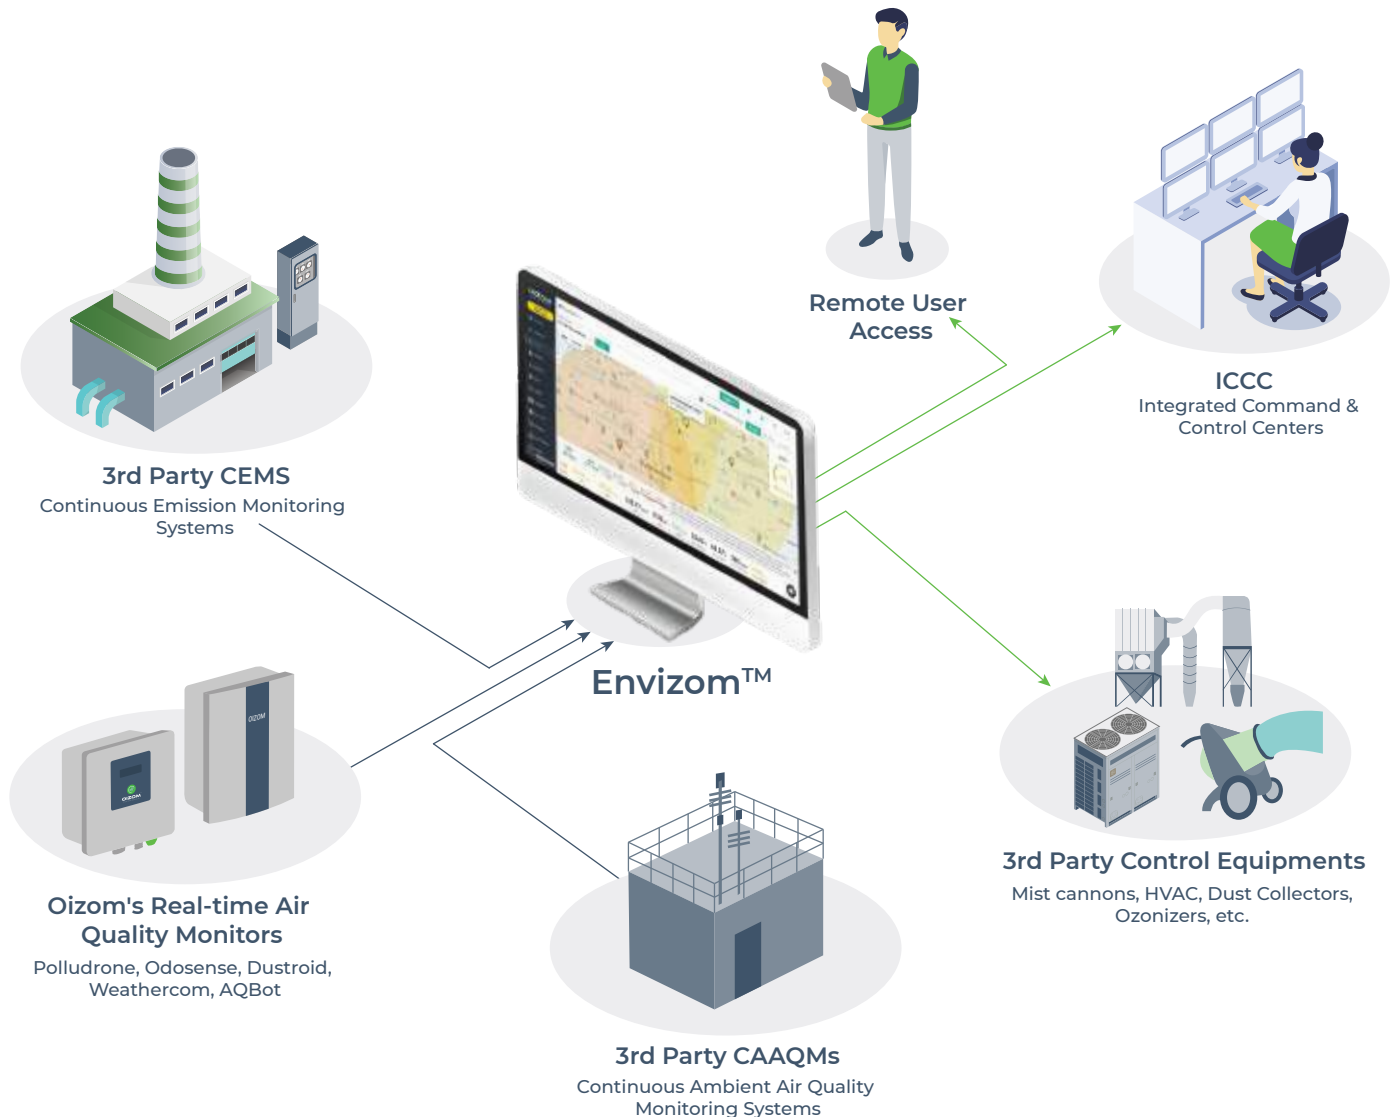 Remote User
Access
ICCC
Integrated Command &
Control Centers
3rd Party CEMS
Continuous Emission Monitoring
Systems
Envizom™
OIZOM
OIZOM
Oizom's Real-time Air
Quality Monitors
Polludrone, Odosense, Dustroid,
Weathercom, AQBot
3rd Party Control Equipments
Mist cannons, HVAC, Dust Collectors,
Ozonizers, etc.
3rd Party CAAQMs
Continuous Ambient Air Quality
Monitoring Systems